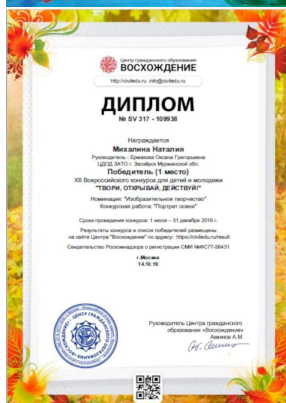 Центр гражданского образования
ВОСХОЖДЕНИЕ
http://civiledu.ru info@civiledu.ru
ДИПЛОМ
№ SV 317 - 109938
Награждается
Михалина Наталия
Руководитель - Ермакова Оксана Григорьевна
ЦДОД ЗАТО г. Заозёрск Мурманской обл.
Победитель (1 место)
XII Всероссийского конкурса для детей и молодежи
"ТВОРИ, ОТКРЫВАЙ, ДЕЙСТВУЙ!"
Номинация: "Изобразительное творчество"
Конкурсная работа: "Портрет осени"
Сроки проведения конкурса: 1 июля – 31 декабря 2019 г.
Результаты конкурса и список победителей размещены
на сайте Центра "Восхождение" по адресу: https://civiledu.ru/result
Свидетельство Роскомнадзора о регистрации СМИ №ФС77-56431
г.Москва
14.10.19
Руководитель Центра гражданского
образования «Восхождение»
Аминов А.М.